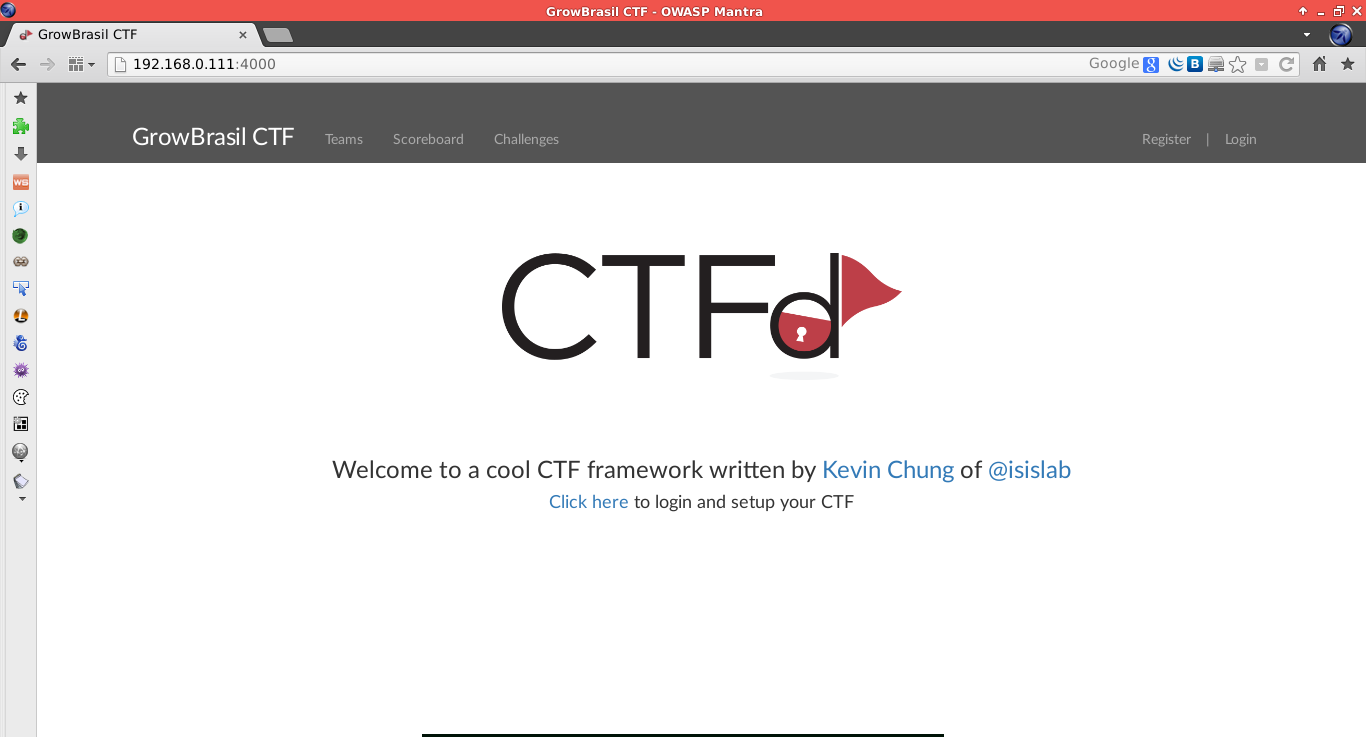 GrowBrasil CTF - OWASP Mantra
GrowBrasil CTF
192.168.0.111:4000
Google
GrowBrasil CTF Teams Scoreboard Challenges Register | Login
CTFd
Welcome to a cool CTF framework written by Kevin Chung of @isislab
Click here to login and setup your CTF